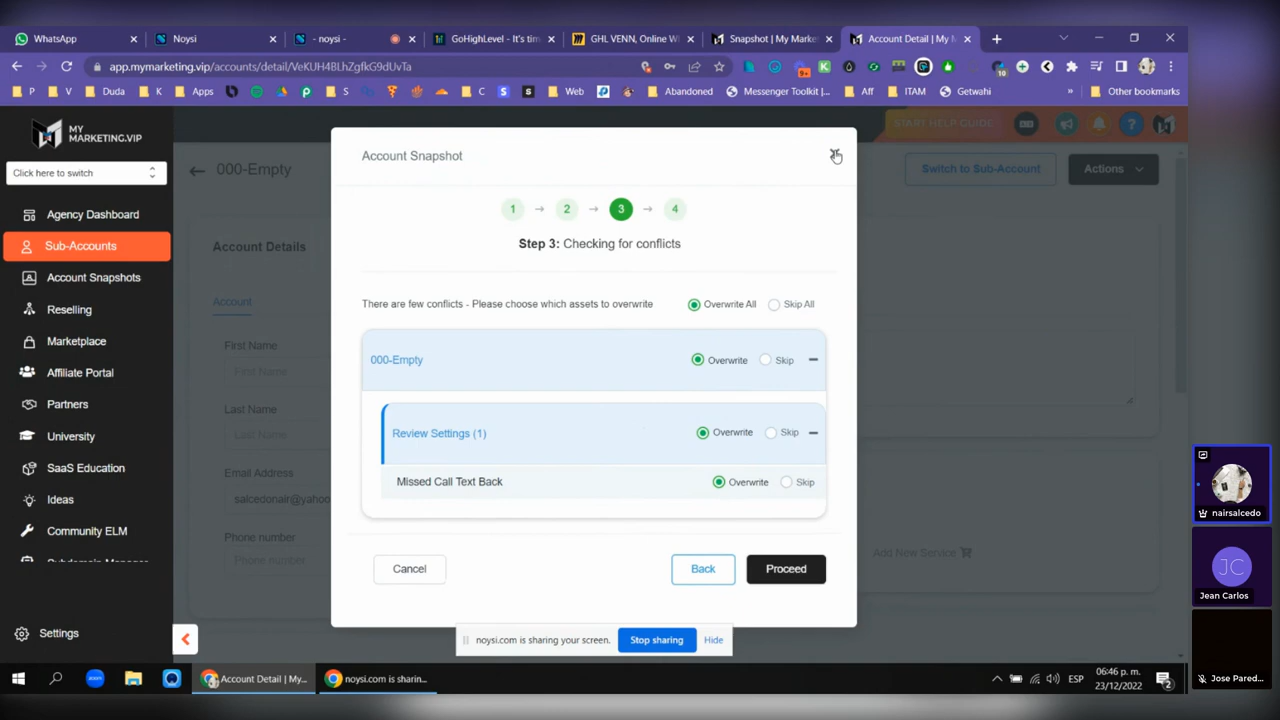 WhatsApp
Noysi
- noysi -
GoHighLevel - It's tim
GHL VENN, Online W
Snapshot | My Marke
Account Detail | My M
app.mymarketing.vip/accounts/detail/VeKUH4BLhZgfkG9dUvTa
9+
10
P
V
Duda
K
Apps
S
C
Web
Abandoned
Messenger Toolkit |...
Aff
ITAM
Getwahi
Other bookmarks
MY
MARKETING.VIP
START HELP GUIDE
Click here to switch
000-Empty
Switch to Sub-Account
Actions
Agency Dashboard
Sub-Accounts
Account Snapshots
Reselling
Marketplace
Affiliate Portal
Partners
University
SaaS Education
Ideas
Community ELM
Subdomain Manager
Settings
Account Details
Account
First Name
First Name
Last Name
Last Name
Email Address
salcedonair@yahoo
Phone number
Phone number
Add New Service
Account Snapshot
1
2
3
4
Step 3: Checking for conflicts
There are few conflicts - Please choose which assets to overwrite
Overwrite All
Skip All
000-Empty
Overwrite
Skip
Review Settings (1)
Overwrite
Skip
Missed Call Text Back
Overwrite
Skip
Cancel
Back
Proceed
noysi.com is sharing your screen.
Stop sharing
Hide
nairsalcedo
JC
Jean Carlos
Jose Pared...
Account Detail | My...
noysi.com is sharin...
ESP
06:46 p. m.
23/12/2022
2